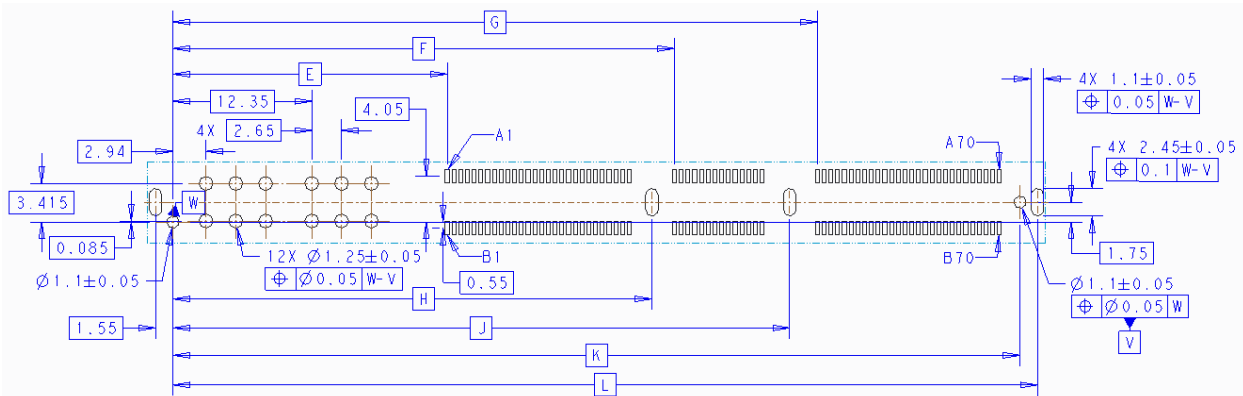 G
F
E
12.35
4.05
4X 1.1±0.05
⌖ 0.05 W-V
4X 2.65
A1
A70
2.94
4X 2.45±0.05
⌖ 0.1 W-V
3.415
W
0.085
B1
B70
1.75
12X Ø1.25±0.05
⌖ Ø0.05 W-V
0.55
Ø1.1±0.05
Ø1.1±0.05
⌖ Ø0.05 W
H
1.55
J
V
K
L